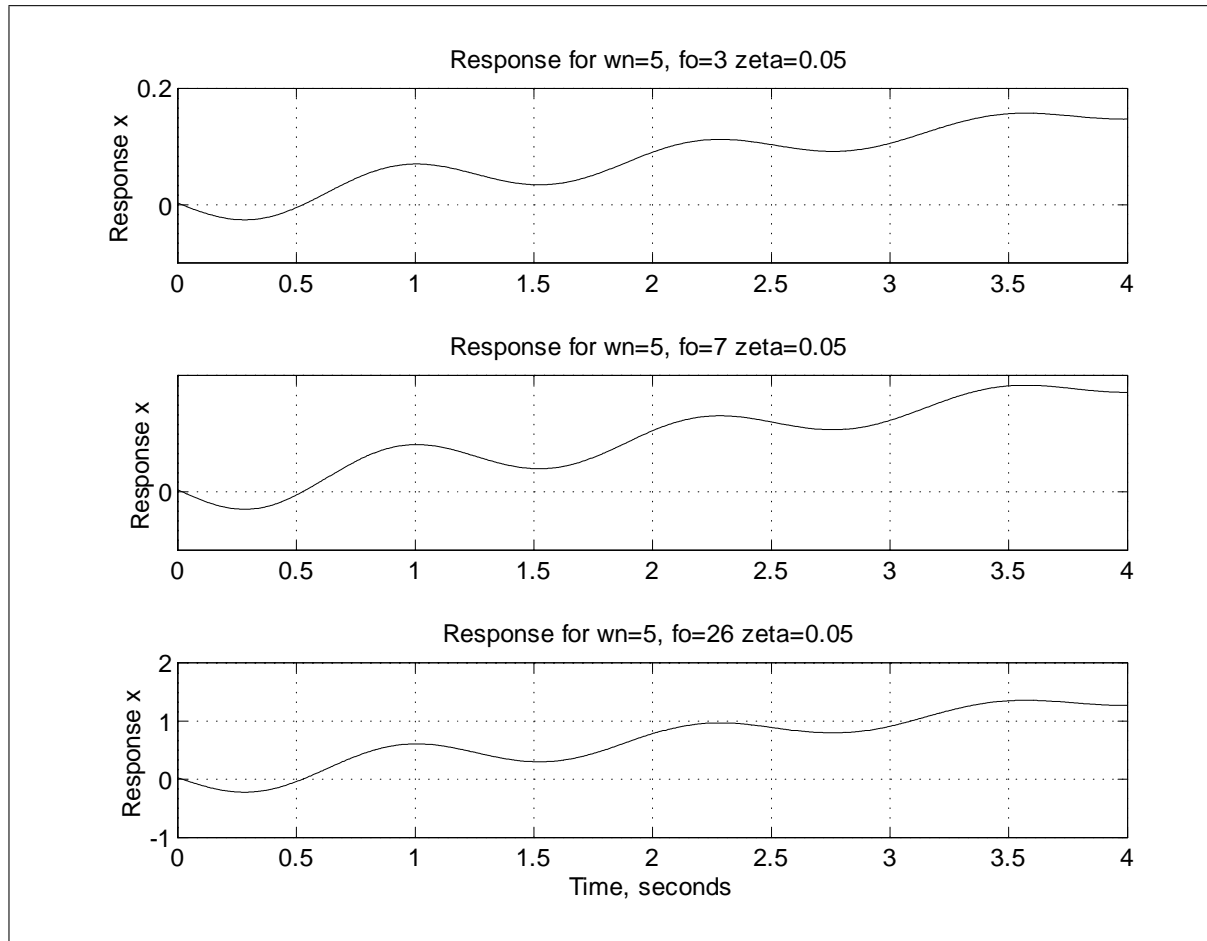 Response for wn=5, fo=3 zeta=0.05
0.2
0
Response x
0 0.5 1 1.5 2 2.5 3 3.5 4
Response for wn=5, fo=7 zeta=0.05
0
Response x
0 0.5 1 1.5 2 2.5 3 3.5 4
Response for wn=5, fo=26 zeta=0.05
2
1
0
-1
Response x
0 0.5 1 1.5 2 2.5 3 3.5 4
Time, seconds